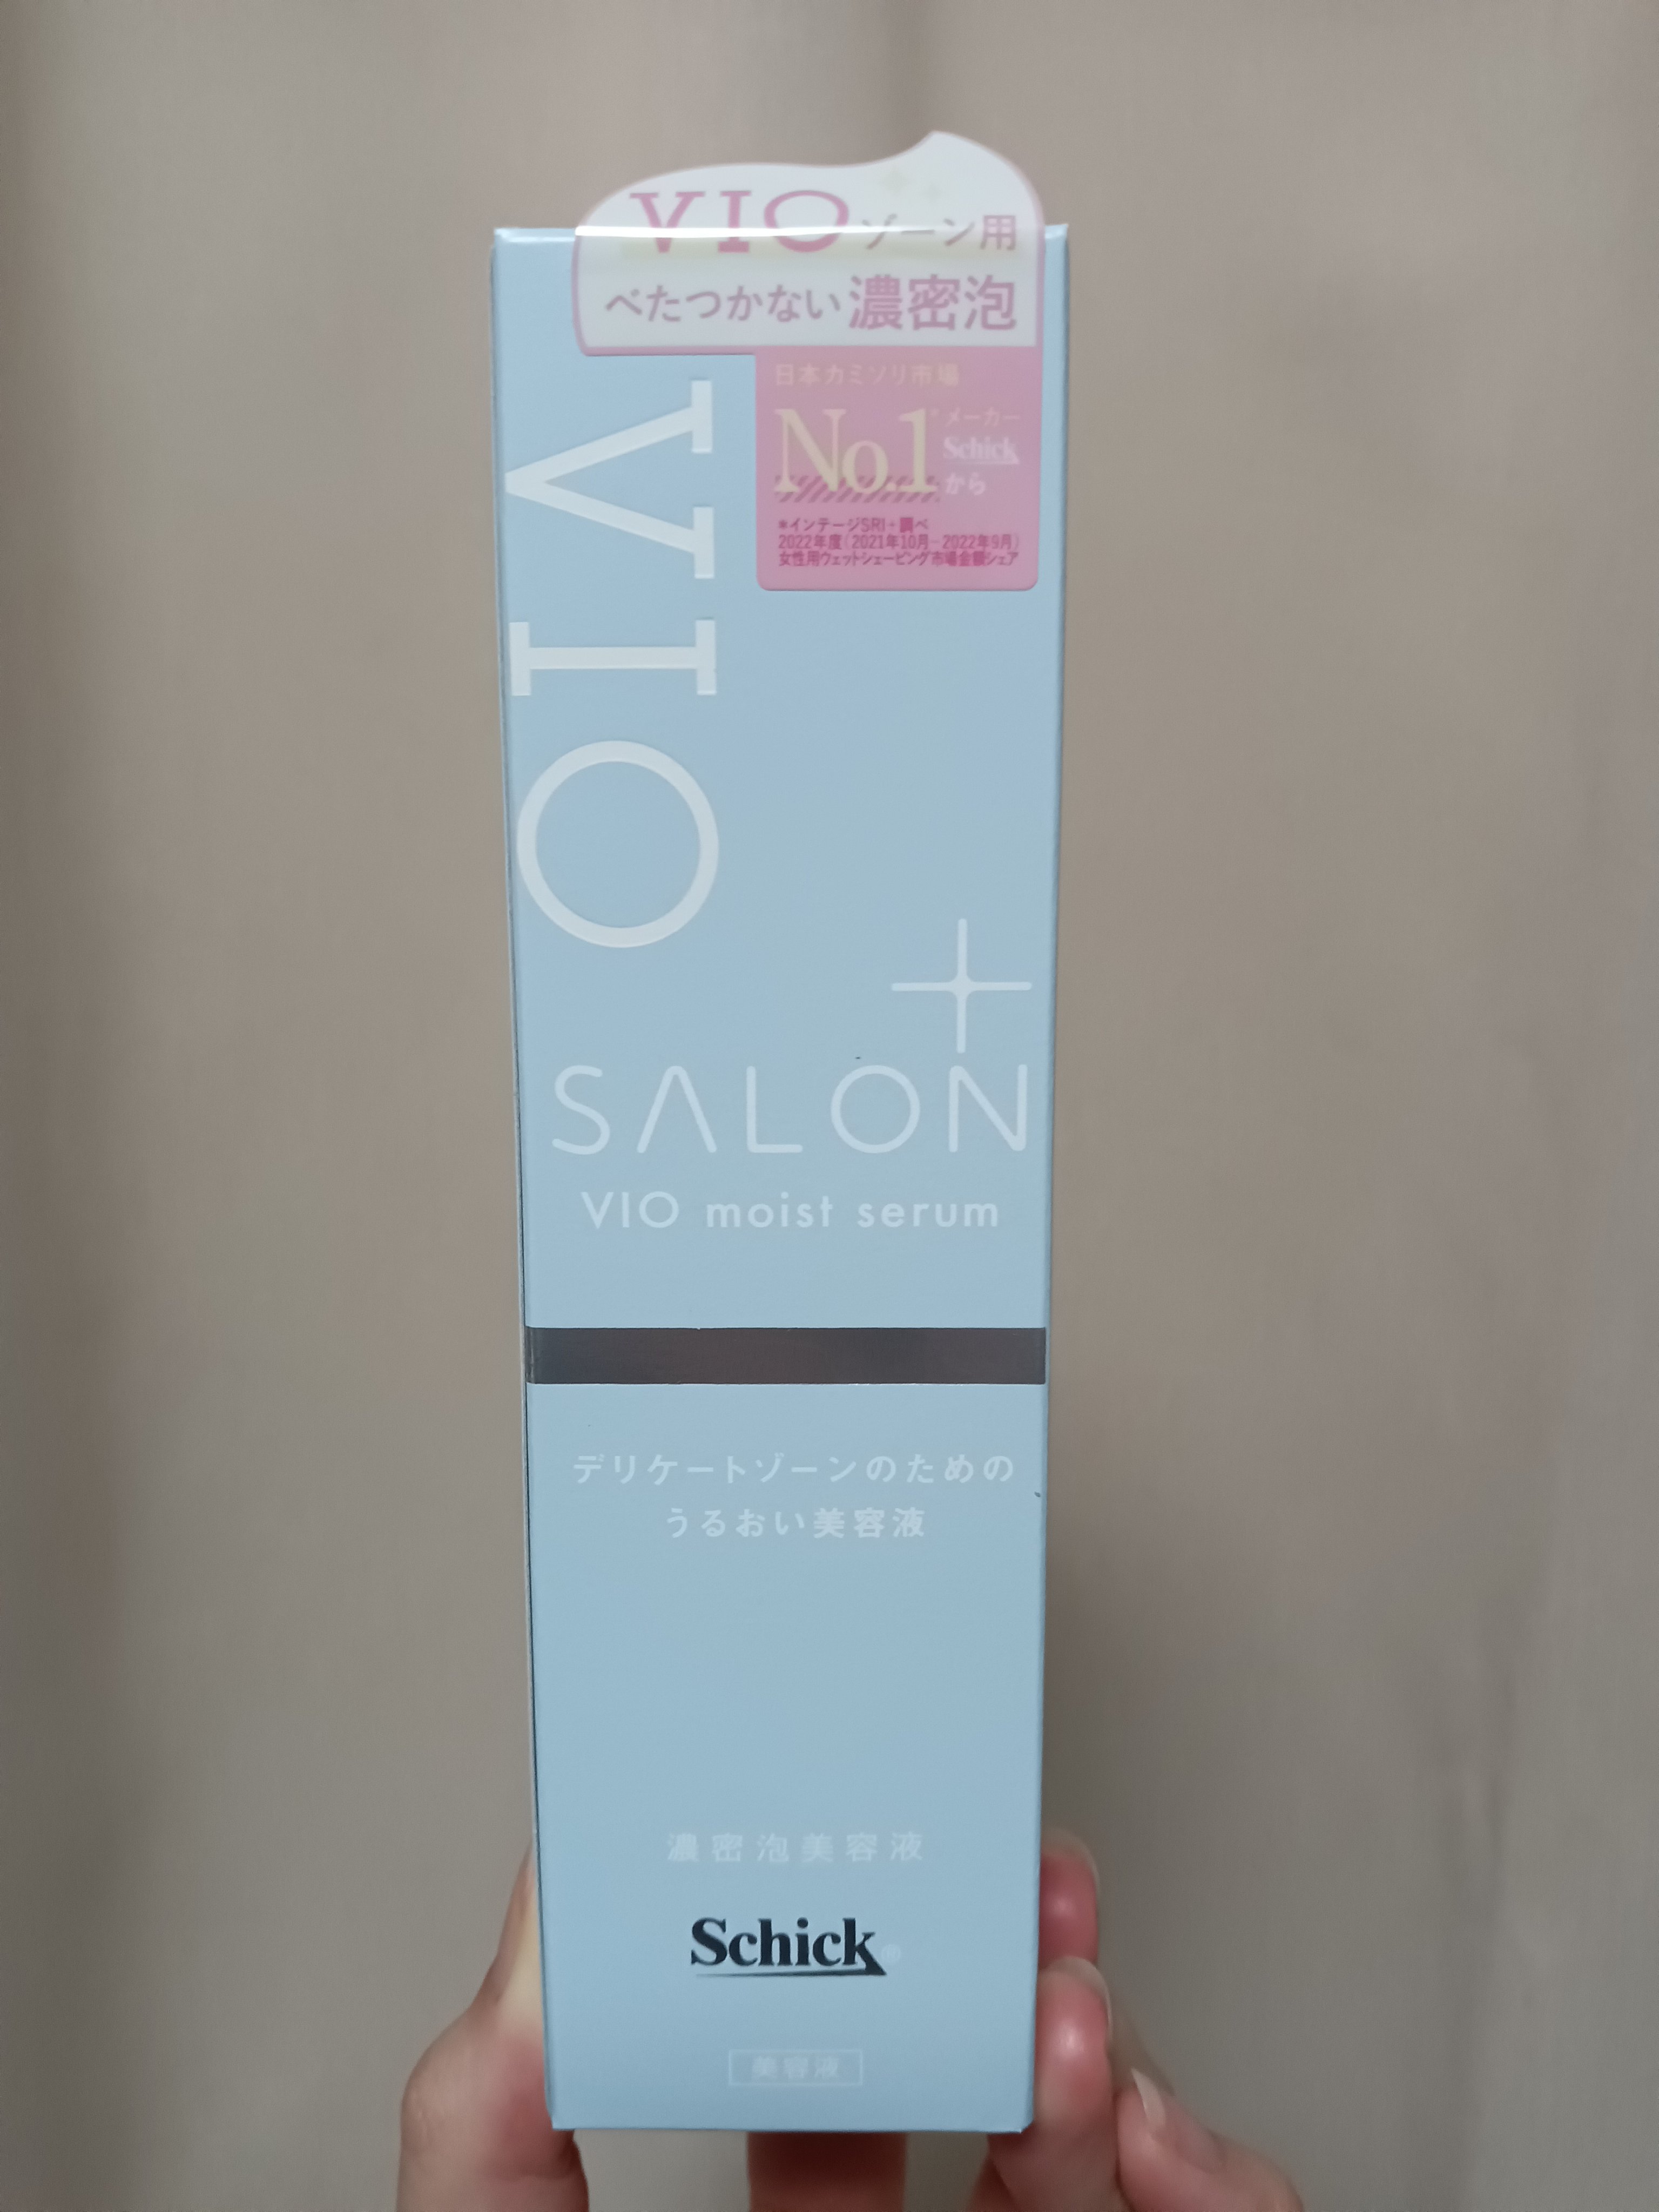 VIOゾーン用
べたつかない濃密泡
日本カミソリ市場
No.1*メーカー
Schick
から
*インテージSRI+調べ
2022年度(2021年10月-2022年9月)
女性用ウェットシェービング市場金額シェア
VIO
SALON
VIO moist serum
デリケートゾーンのための
うるおい美容液
濃密泡美容液
Schick®
美容液